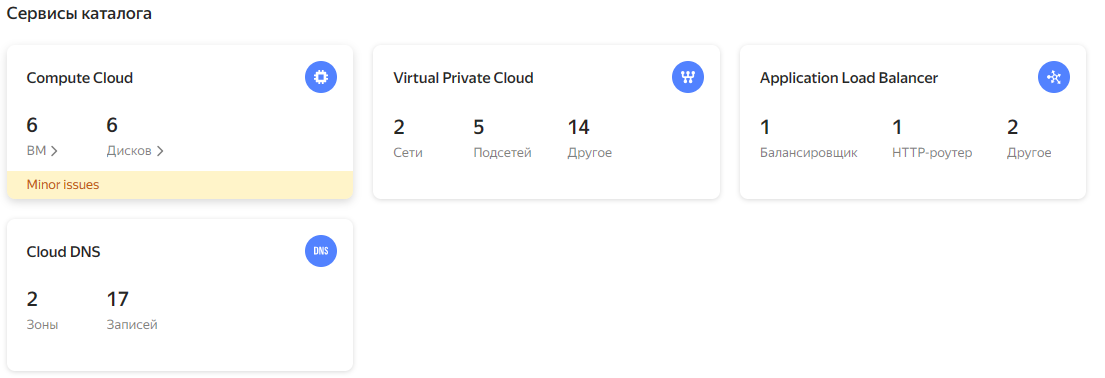 Сервисы каталога
Compute Cloud
6 6
ВМ Дисков
Minor issues
Virtual Private Cloud
2 5 14
Сети Подсетей Другое
Application Load Balancer
1 1 2
Балансировщик HTTP-роутер Другое
Cloud DNS
DNS
2 17
Зоны Записей